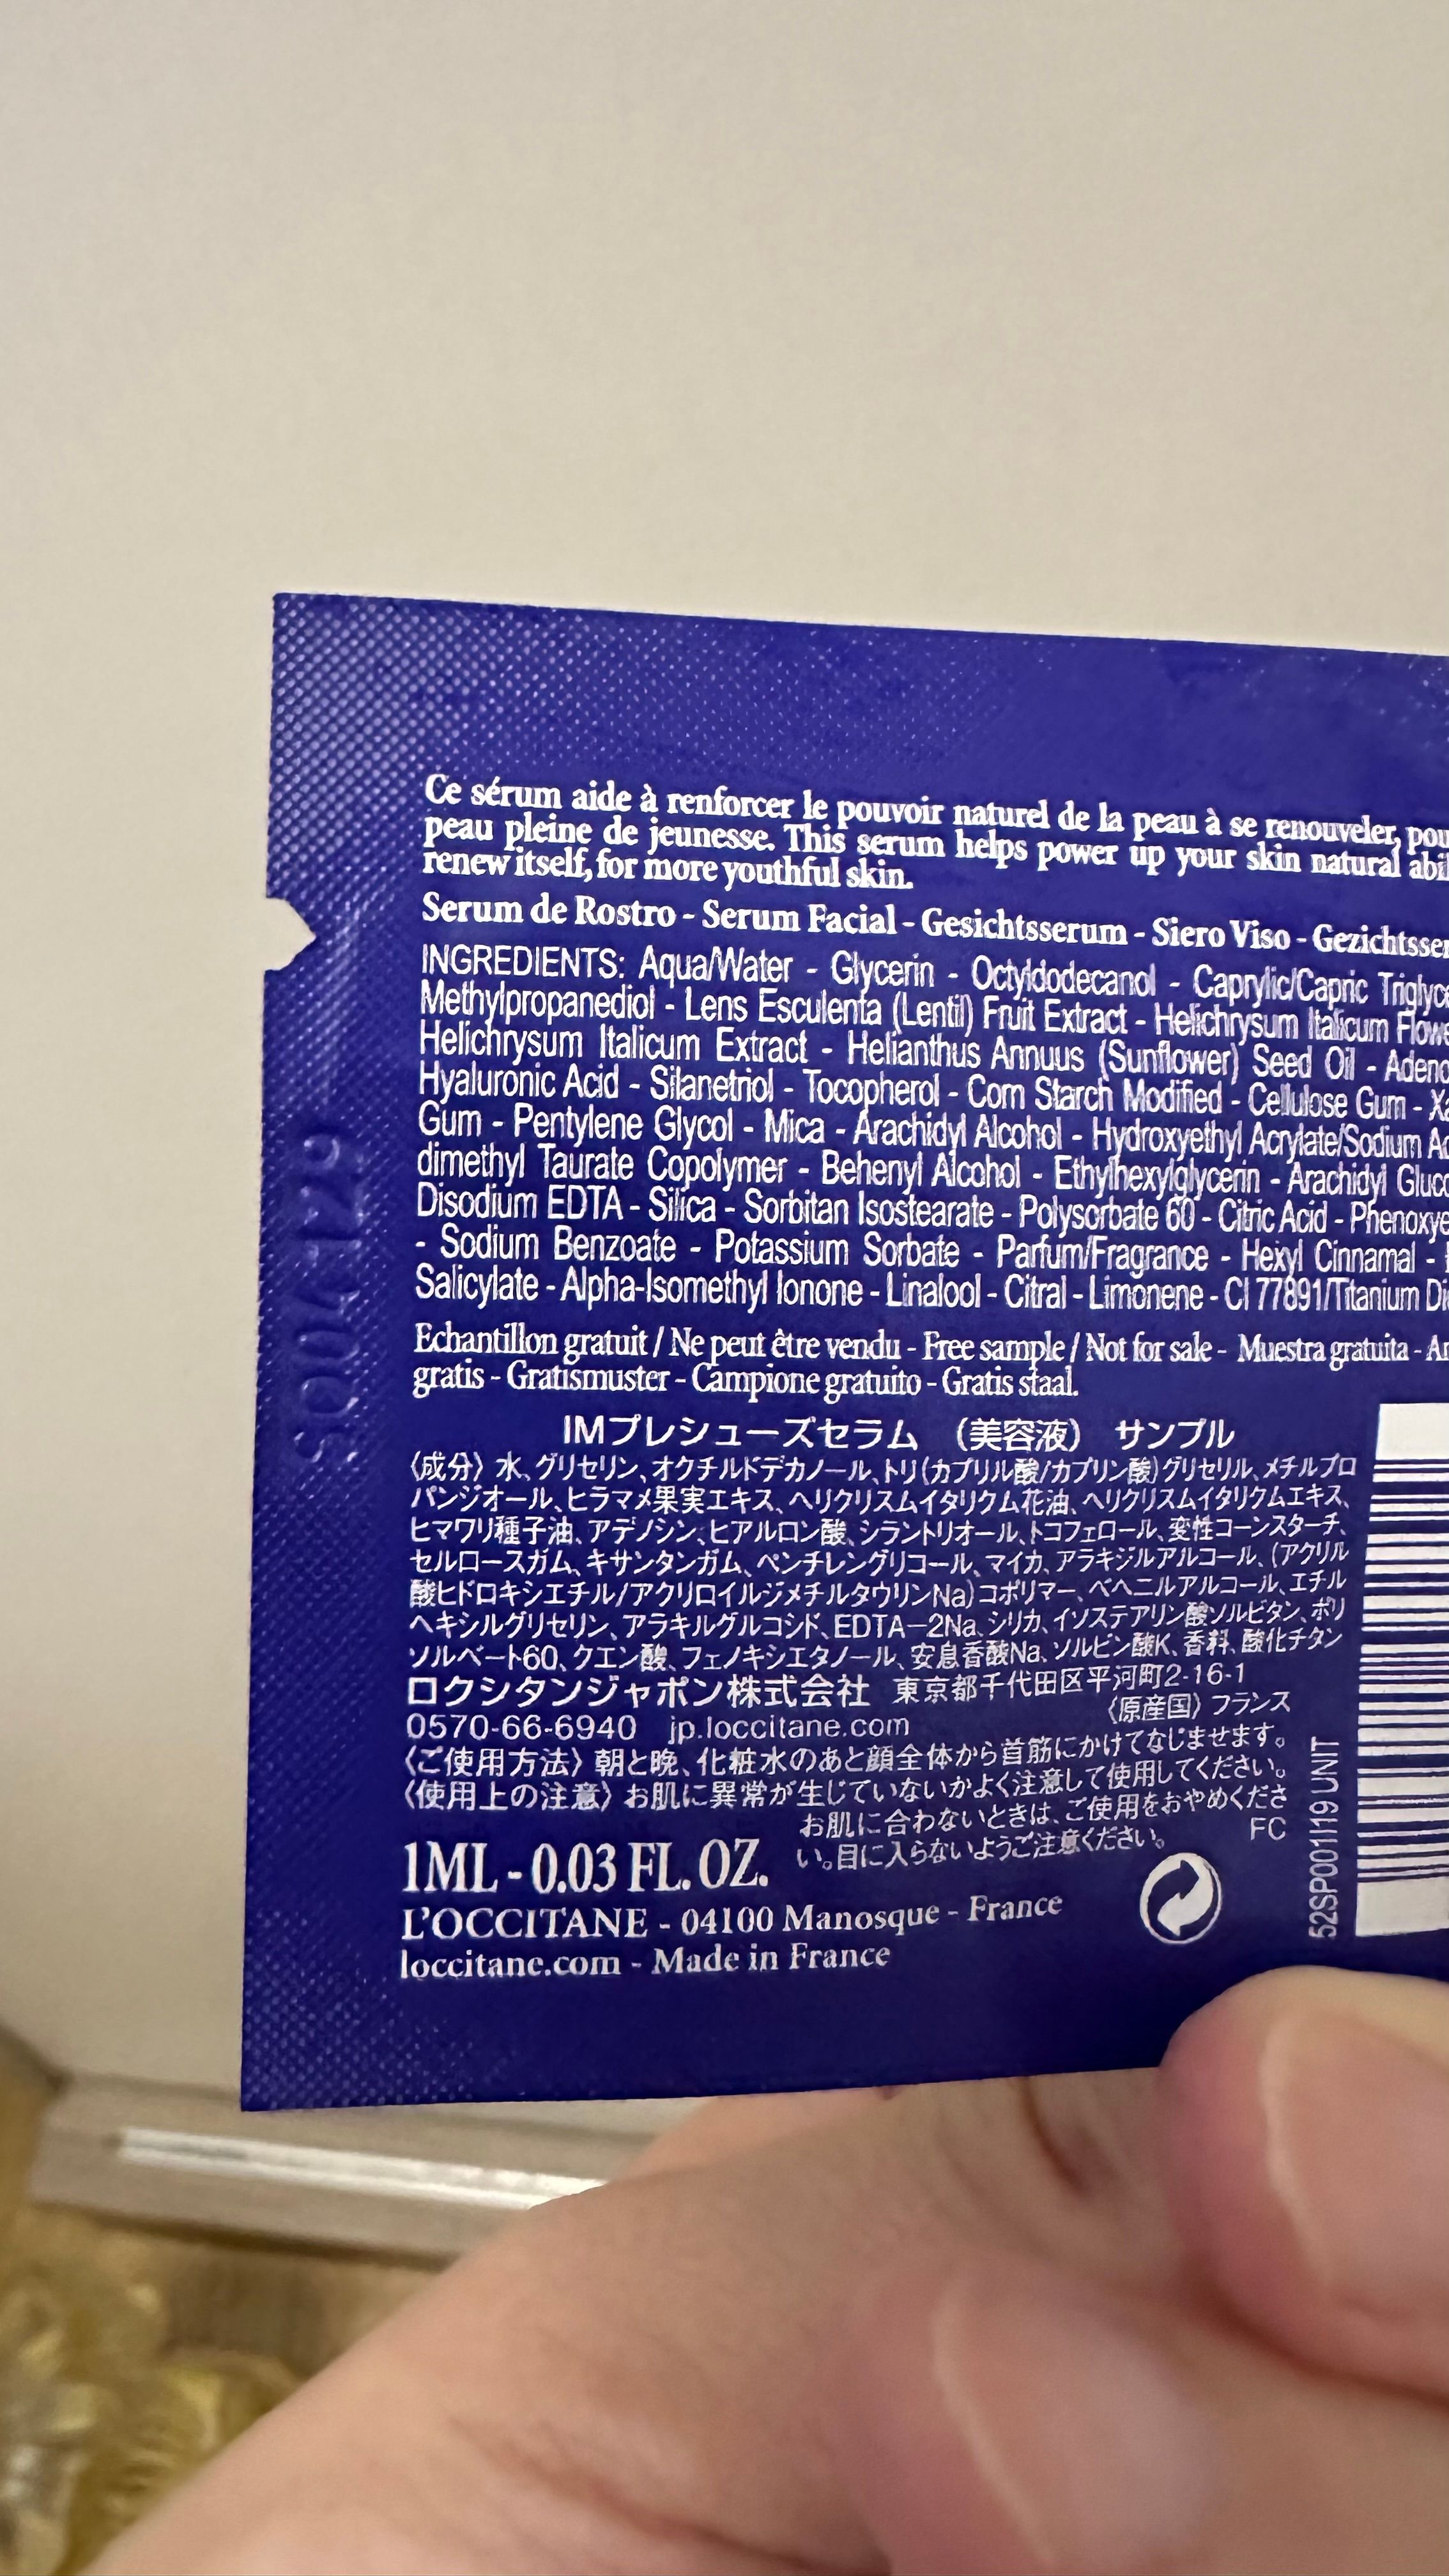 Ce sérum aide à renforcer le pouvoir naturel de la peau à se renouveler, pou
peau pleine de jeunesse. This serum helps power up your skin natural abi
renew itself, for more youthful skin.
Serum de Rostro - Serum Facial - Gesichtsserum - Siero Viso - Gezichtsser
INGREDIENTS: Aqua/Water - Glycerin - Octyldodecanol - Caprylic/Capric Triglyce
Methylpropanediol - Lens Esculenta (Lentil) Fruit Extract - Helichrysum Italicum Flowe
Helichrysum Italicum Extract - Helianthus Annuus (Sunflower) Seed Oil - Adeno
Hyaluronic Acid - Silanetriol - Tocopherol - Corn Starch Modified - Cellulose Gum - Xa
Gum - Pentylene Glycol - Mica - Arachidyl Alcohol - Hydroxyethyl Acrylate/Sodium Ac
dimethyl Taurate Copolymer - Behenyl Alcohol - Ethylhexylglycerin - Arachidyl Gluco
Disodium EDTA - Silica - Sorbitan Isostearate - Polysorbate 60 - Citric Acid - Phenoxye
- Sodium Benzoate - Potassium Sorbate - Parfum/Fragrance - Hexyl Cinnamal -
Salicylate - Alpha-Isomethyl Ionone - Linalool - Citral - Limonene - CI 77891/Titanium Di
Echantillon gratuit / Ne peut être vendu - Free sample / Not for sale - Muestra gratuita - Am
gratis - Gratismuster - Campione gratuito - Gratis staal.
IMプレシューズセラム （美容液） サンプル
〈成分〉水、グリセリン、オクチルドデカノール、トリ(カプリル酸/カプリン酸)グリセリル、メチルプロ
パンジオール、ヒラマメ果実エキス、ヘリクリスムイタリクム花油、ヘリクリスムイタリクムエキス、
ヒマワリ種子油、アデノシン、ヒアルロン酸、シラントリオール、トコフェロール、変性コーンスターチ、
セルロースガム、キサンタンガム、ペンチレングリコール、マイカ、アラキジルアルコール、(アクリル
酸ヒドロキシエチル/アクリロイルジメチルタウリンNa)コポリマー、ベヘニルアルコール、エチル
ヘキシルグリセリン、アラキルグルコシド、EDTA－2Na、シリカ、イソステアリン酸ソルビタン、ポリ
ソルベート60、クエン酸、フェノキシエタノール、安息香酸Na、ソルビン酸K、香料、酸化チタン
ロクシタンジャポン株式会社 東京都千代田区平河町2-16-1
〈原産国〉フランス
0570-66-6940 jp.loccitane.com
〈ご使用方法〉朝と晩、化粧水のあと顔全体から首筋にかけてなじませます。
〈使用上の注意〉お肌に異常が生じていないかよく注意して使用してください。
お肌に合わないときは、ご使用をおやめくださ
い。目に入らないようご注意ください。
FC
1ML - 0.03 FL. OZ.
L'OCCITANE - 04100 Manosque - France
loccitane.com - Made in France
52SP001I19 UNIT